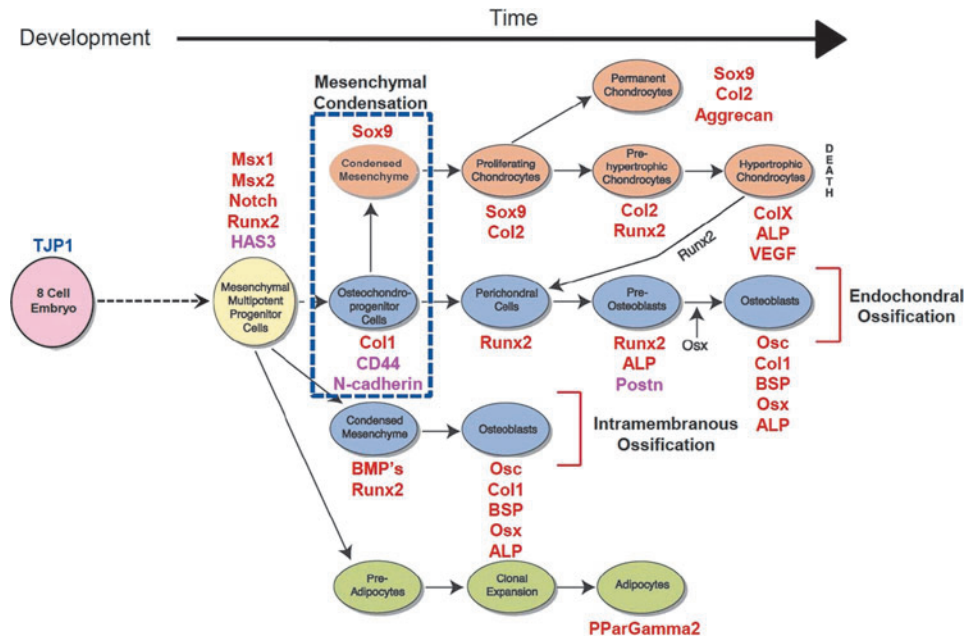 Time
Development
Mesenchymal
Condensation
Permanent
Chondrocytes
Sox9
Col2
Aggrecan
Sox9
Condensed
Mesenchyme
Proliferating
Chondrocytes
Pre-
hypertrophic
Chondrocytes
Hypertrophic
Chondrocytes
DEATH
Msx1
Msx2
Notch
Runx2
HAS3
Sox9
Col2
Col2
Runx2
ColX
ALP
VEGF
Runx2
TJP1
8 Cell
Embryo
Mesenchymal
Multipotent
Progenitor
Cells
Osteochondro-
progenitor
Cells
Perichondral
Cells
Pre-
Osteoblasts
Osx
Osteoblasts
Endochondral
Ossification
Col1
CD44
N-cadherin
Runx2
Runx2
ALP
Postn
Osc
Col1
BSP
Osx
ALP
Condensed
Mesenchyme
Osteoblasts
Intramembranous
Ossification
BMP's
Runx2
Osc
Col1
BSP
Osx
ALP
Pre-
Adipocytes
Clonal
Expansion
Adipocytes
PParGamma2